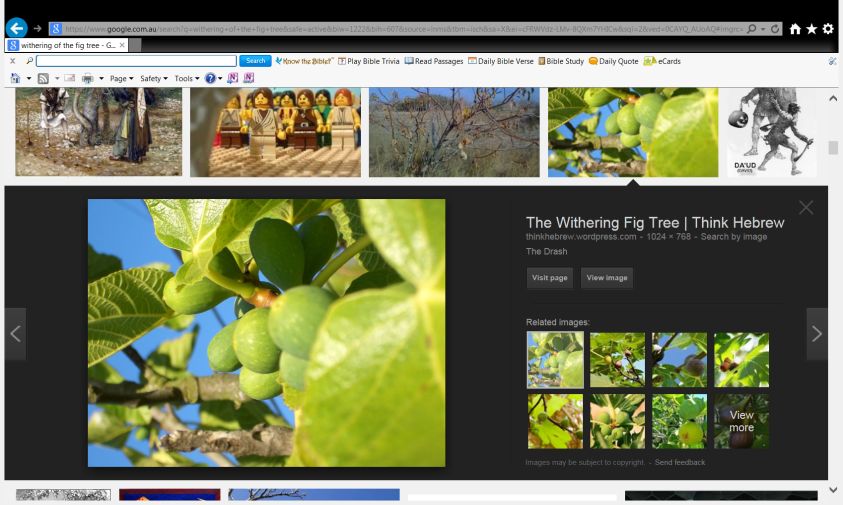 https://www.google.com.au/search?q=withering+of+the+fig+tree&safe=active&biw=1222&bih=607&source=lnms&tbm=isch&sa=X&ei=
withering of the fig tree - G...
Search
Know the Bible?
Play Bible Trivia
Read Passages
Daily Bible Verse
Bible Study
Daily Quote
eCards
Page
Safety
Tools
DA'UD
The Withering Fig Tree | Think Hebrew
thinkhebrew.wordpress.com - 1024 × 768 - Search by image
The Drash
Visit page
View image
Related images:
View
more
Images may be subject to copyright. - Send feedback